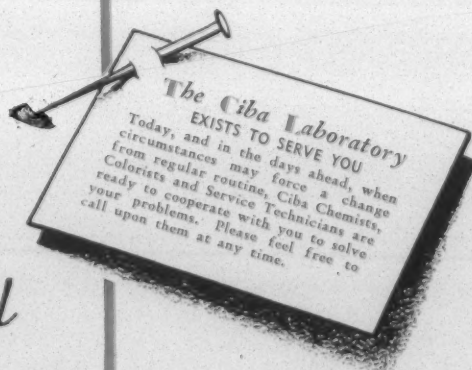 The Ciba Laboratory
EXISTS TO SERVE YOU
Today, and in the days ahead, when
circumstances may force a change
from regular routine, Ciba Chemists,
Colorists and Service Technicians are
ready to cooperate with you to solve
your problems. Please feel free to
call upon them at any time.